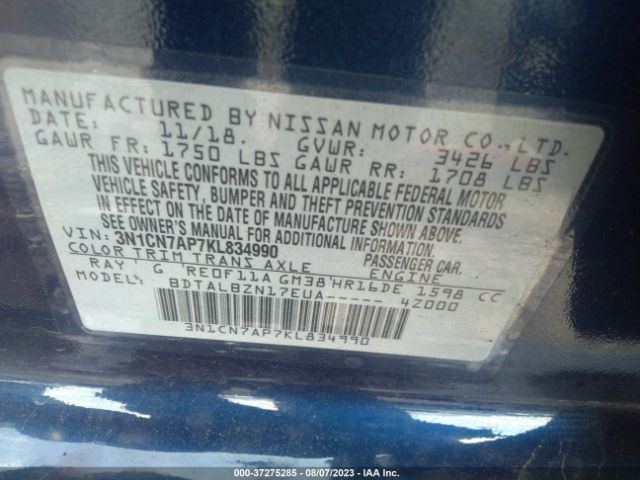 MANUFACTURED BY NISSAN MOTOR CO., LTD.
DATE: 11/18. GVWR: 3426 LBS
GAWR FR: 1750 LBS GAWR RR: 1708 LBS
THIS VEHICLE CONFORMS TO ALL APPLICABLE FEDERAL MOTOR
VEHICLE SAFETY, BUMPER AND THEFT PREVENTION STANDARDS
IN EFFECT ON THE DATE OF MANUFACTURE SHOWN ABOVE.
SEE OWNER'S MANUAL FOR ADDITIONAL INFORMATION.
VIN: 3N1CN7AP7KL834990 PASSENGER CAR.
COLOR TRIM TRANS AXLE ENGINE
RAY G RE0F11A GM38 HR16DE 1598 CC
MODEL: BDTALBZN17EUA----- 4Z000
3N1CN7AP7KL834990
000-37275285 - 08/07/2023 - IAA Inc.